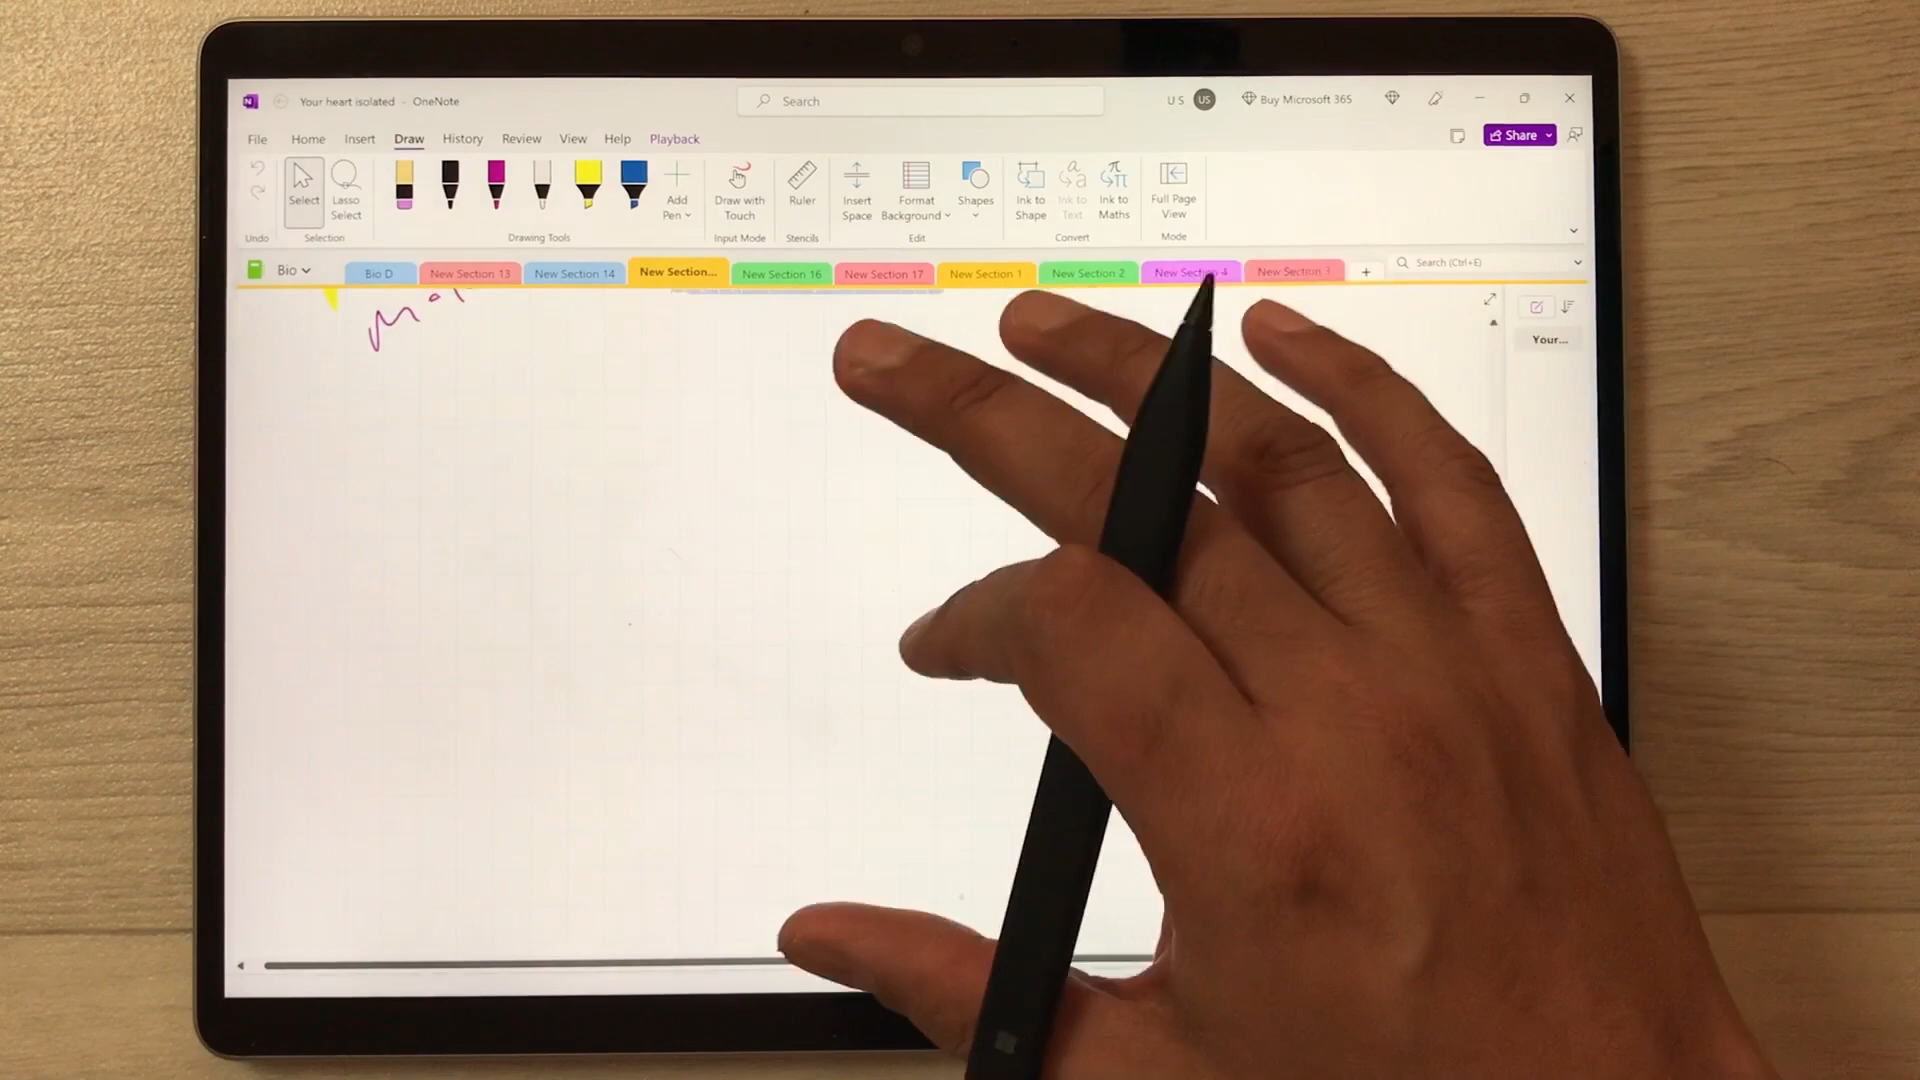 Your heart isolated - OneNote
Search
U S
US
Buy Microsoft 365
File
Home
Insert
Draw
History
Review
View
Help
Playback
Share
Select
Lasso
Select
Add
Pen
Draw with
Touch
Ruler
Insert
Space
Format
Background
Shapes
Ink to
Shape
Ink to
Text
Ink to
Maths
Full Page
View
Undo
Selection
Drawing Tools
Input Mode
Stencils
Edit
Convert
Mode
Bio
Bio D
New Section 13
New Section 14
New Section...
New Section 16
New Section 17
New Section 1
New Section 2
New Section 4
New Section 3
Search (Ctrl+E)
Your...